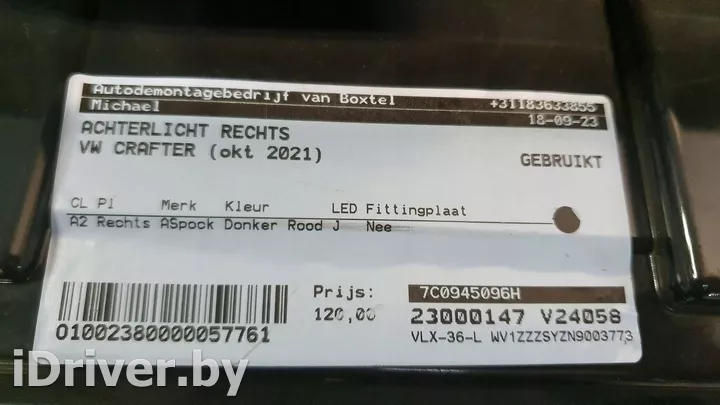 Autodemontagebedrijf van Boxtel +31183633855
Michael 18-09-23
ACHTERLICHT RECHTS
VW CRAFTER (okt 2021) GEBRUIKT
CL Pl Merk Kleur LED Fittingplaat
A2 Rechts ASpock Donker Rood J Nee
Prijs: 7C0945096H
120,00 23000147 V24058
01002380000057761 VLX-36-L WV1ZZZSYZN9003773
iDriver.by